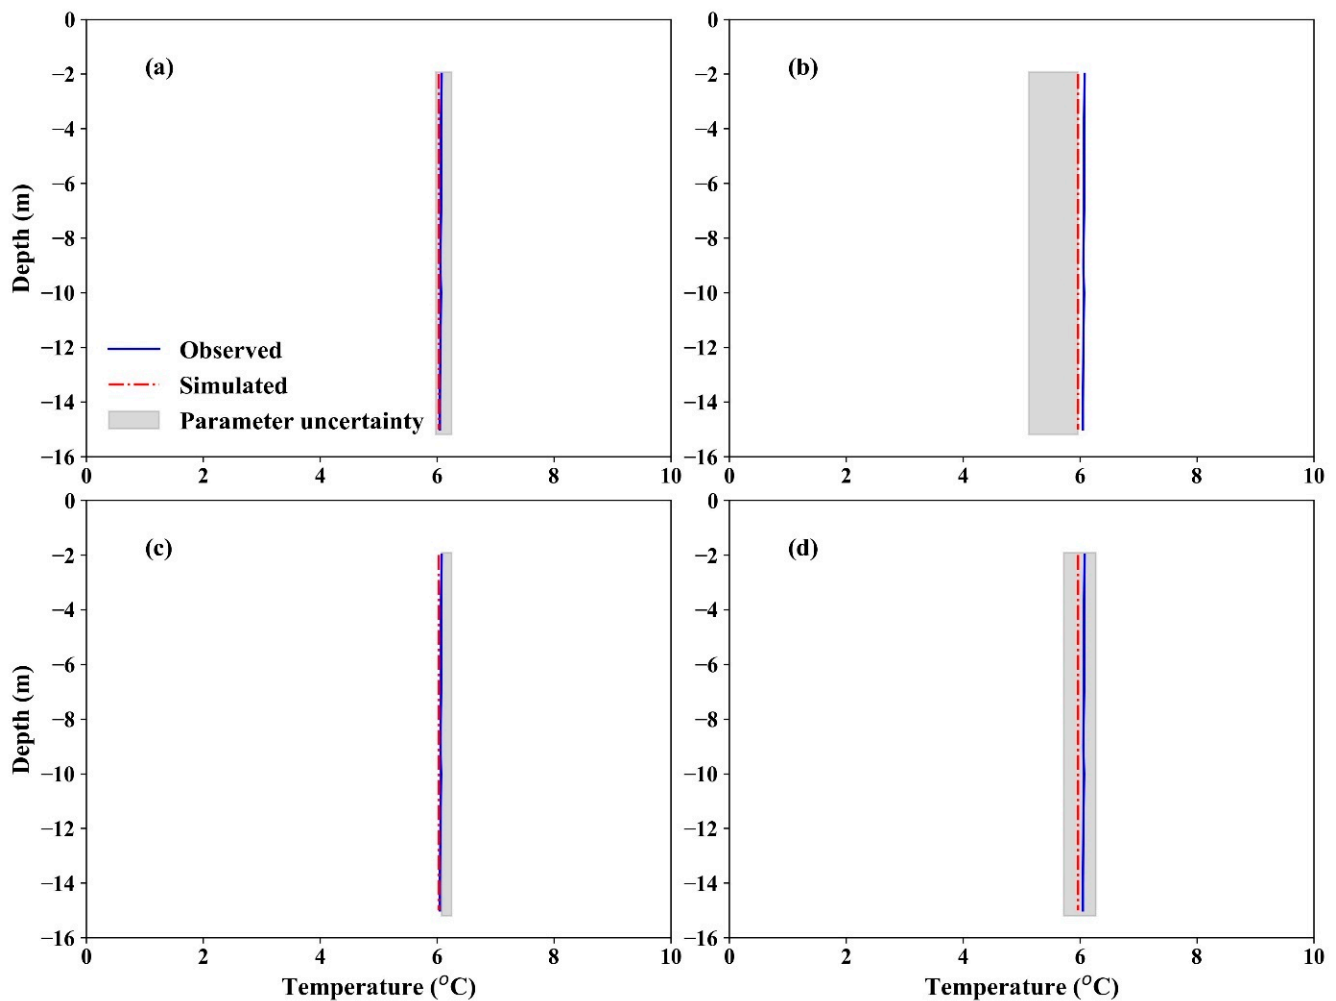 0
−2
−4
−6
−8
−10
−12
−14
−16
Depth (m)
(a)
Observed
Simulated
Parameter uncertainty
0 2 4 6 8 10
0
−2
−4
−6
−8
−10
−12
−14
−16
(b)
0 2 4 6 8 10
0
−2
−4
−6
−8
−10
−12
−14
−16
Depth (m)
(c)
0 2 4 6 8 10
Temperature (°C)
0
−2
−4
−6
−8
−10
−12
−14
−16
(d)
0 2 4 6 8 10
Temperature (°C)